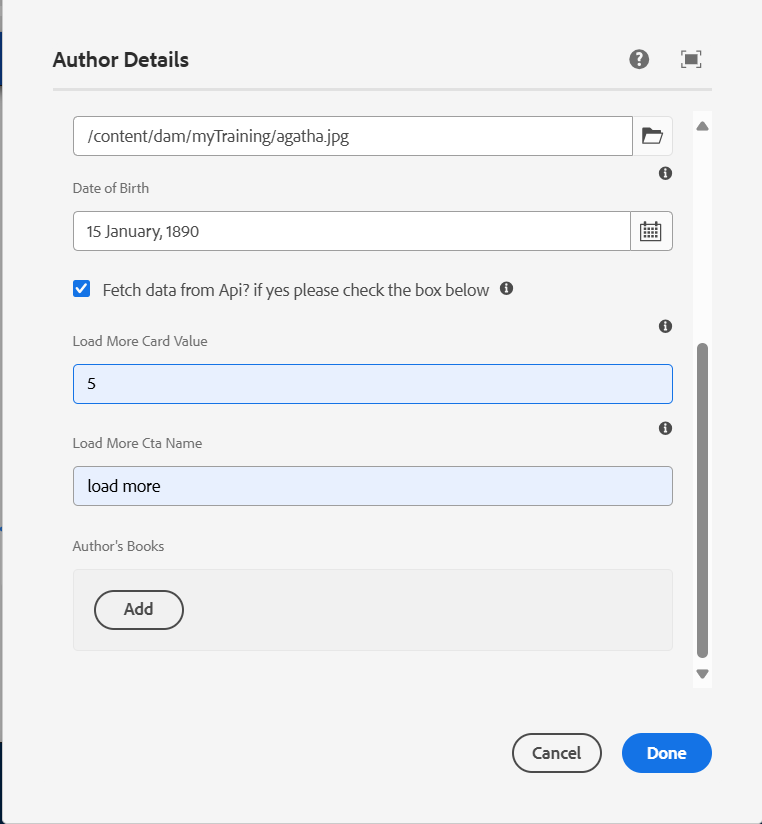 Author Details
/content/dam/myTraining/agatha.jpg
Date of Birth
15 January, 1890
Fetch data from Api? if yes please check the box below
Load More Card Value
5
Load More Cta Name
load more
Author's Books
Add
Cancel
Done